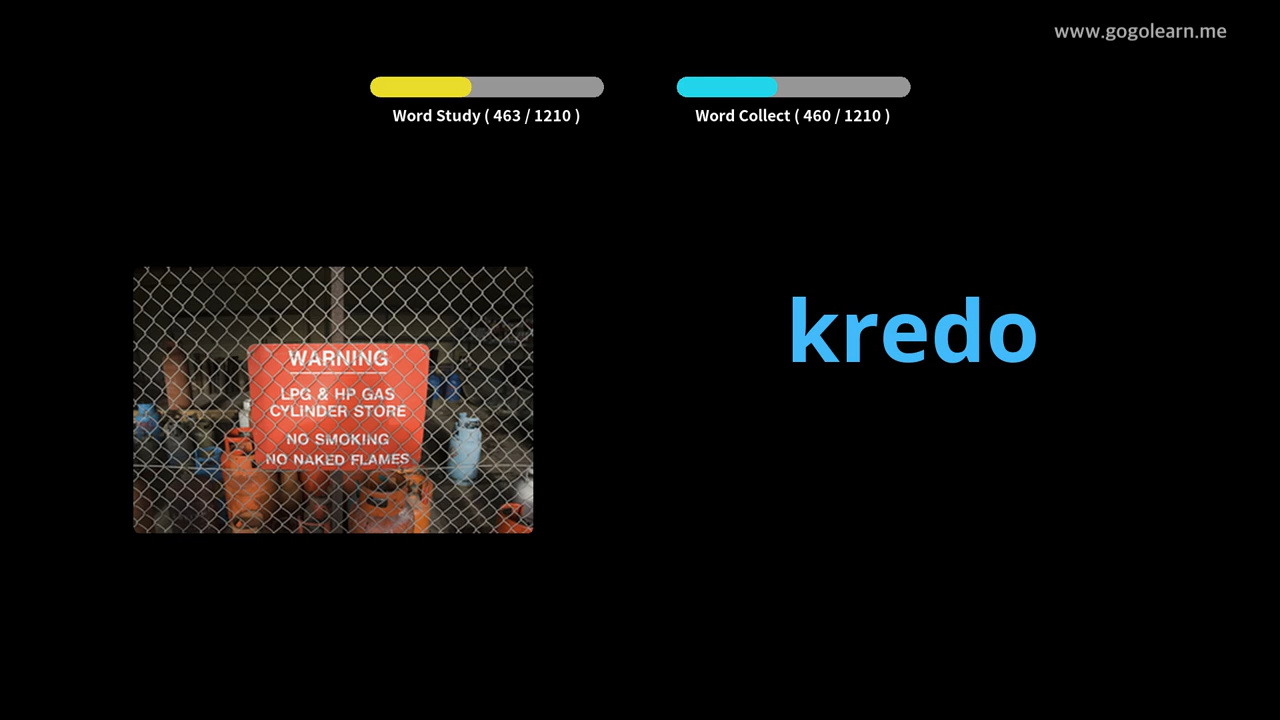 www.gogolearn.me
Word Study ( 463 / 1210 )
Word Collect ( 460 / 1210 )
WARNING
LPG & HP GAS
CYLINDER STORE
NO SMOKING
NO NAKED FLAMES
kredo